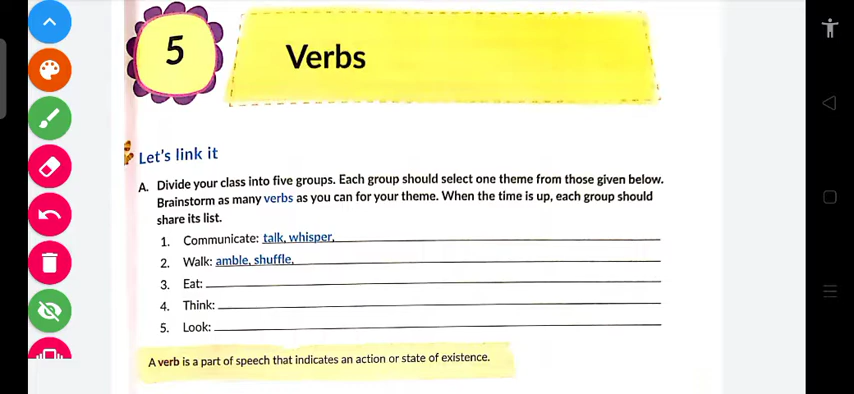 5
Verbs
Let's link it
A. Divide your class into five groups. Each group should select one theme from those given below.
Brainstorm as many verbs as you can for your theme. When the time is up, each group should
share its list.
1. Communicate: talk, whisper,
2. Walk: amble, shuffle,
3. Eat:
4. Think:
5. Look:
A verb is a part of speech that indicates an action or state of existence.